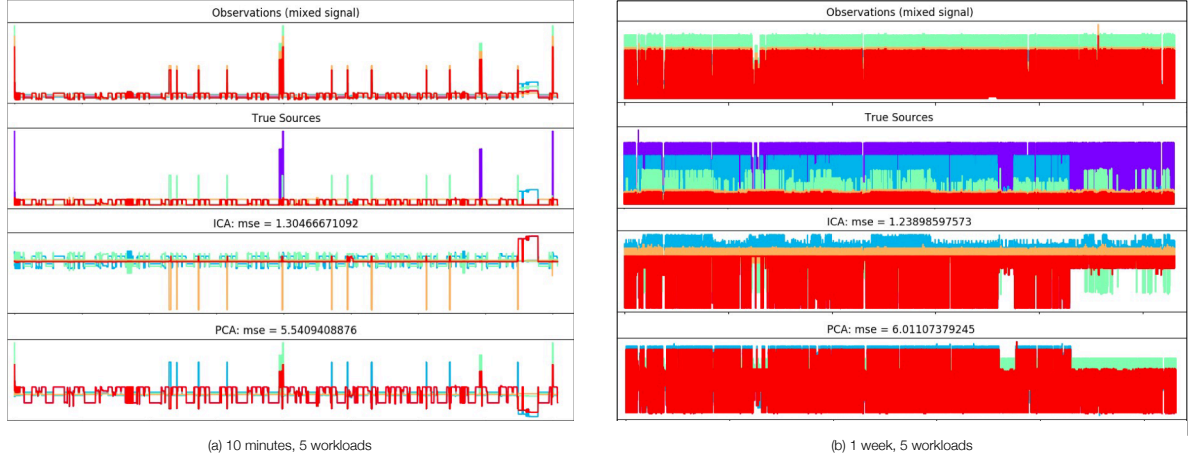 Observations (mixed signal)
True Sources
ICA: mse = 1.30466671092
PCA: mse = 5.5409408876
(a) 10 minutes, 5 workloads
Observations (mixed signal)
True Sources
ICA: mse = 1.23898597573
PCA: mse = 6.01107379245
(b) 1 week, 5 workloads